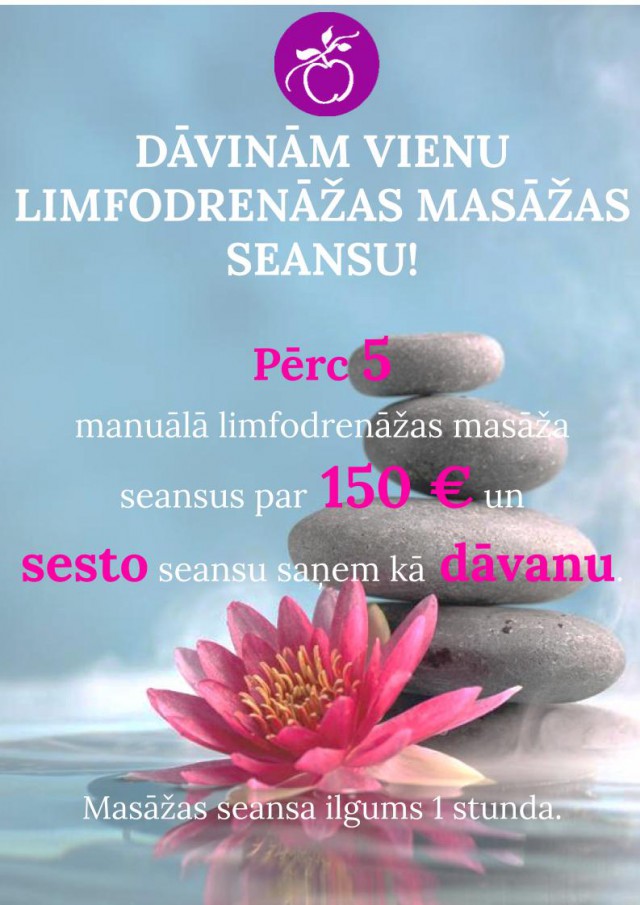 DĀVINĀM VIENU
LIMFODRENĀŽAS MASĀŽAS
SEANSU!
Pērc 5
manuālā limfodrenāžas masāža
seansus par 150 € un
sesto seansu saņem kā dāvanu.
Masāžas seansa ilgums 1 stunda.